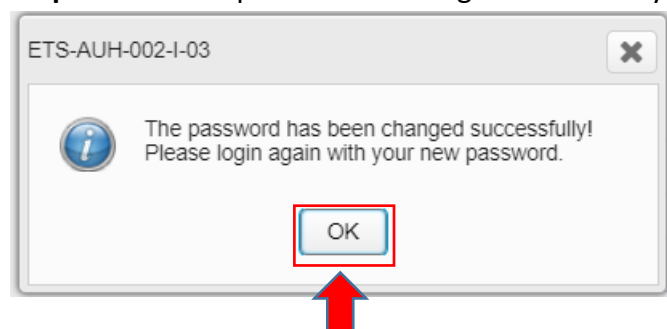 ETS-AUH-002-I-03
The password has been changed successfully!
Please login again with your new password.
OK